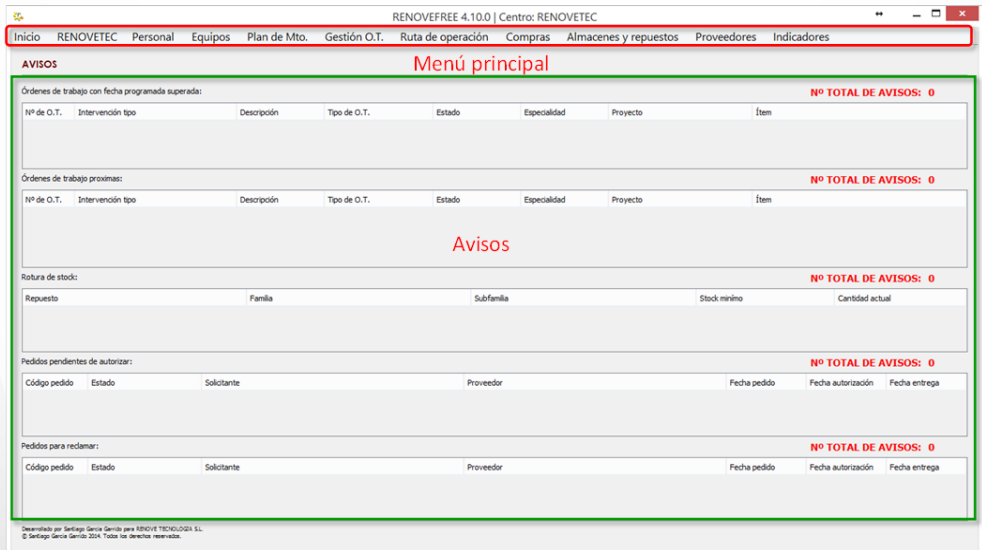 RENOVEFREE 4.10.0 | Centro: RENOVETEC
Inicio RENOVETEC Personal Equipos Plan de Mto. Gestión O.T. Ruta de operación Compras Almacenes y repuestos Proveedores Indicadores
AVISOS
Menú principal
Órdenes de trabajo con fecha programada superada:
Nº TOTAL DE AVISOS: 0
Nº de O.T. Intervención tipo Descripción Tipo de O.T. Estado Especialidad Proyecto Ítem
Órdenes de trabajo proximas:
Nº TOTAL DE AVISOS: 0
Nº de O.T. Intervención tipo Descripción Tipo de O.T. Estado Especialidad Proyecto Ítem
Avisos
Rotura de stock:
Nº TOTAL DE AVISOS: 0
Repuesto Familia Subfamilia Stock minímo Cantidad actual
Pedidos pendientes de autorizar:
Nº TOTAL DE AVISOS: 0
Código pedido Estado Solicitante Proveedor Fecha pedido Fecha autorización Fecha entrega
Pedidos para reclamar:
Nº TOTAL DE AVISOS: 0
Código pedido Estado Solicitante Proveedor Fecha pedido Fecha autorización Fecha entrega
Desarrollado por Santiago García Garrido para RENOVE TECNOLOGÍA S.L.
© Santiago García Garrido 2014. Todos los derechos reservados.